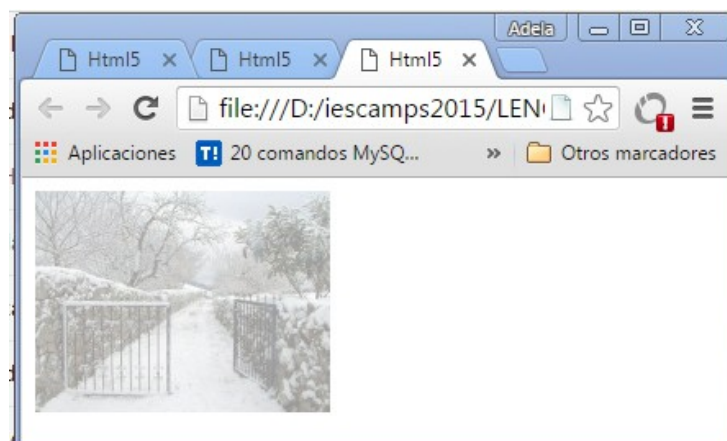 Adela
Html5 Html5 Html5
file:///D:/iescamps2015/LEN
Aplicaciones T! 20 comandos MySQ... » Otros marcadores